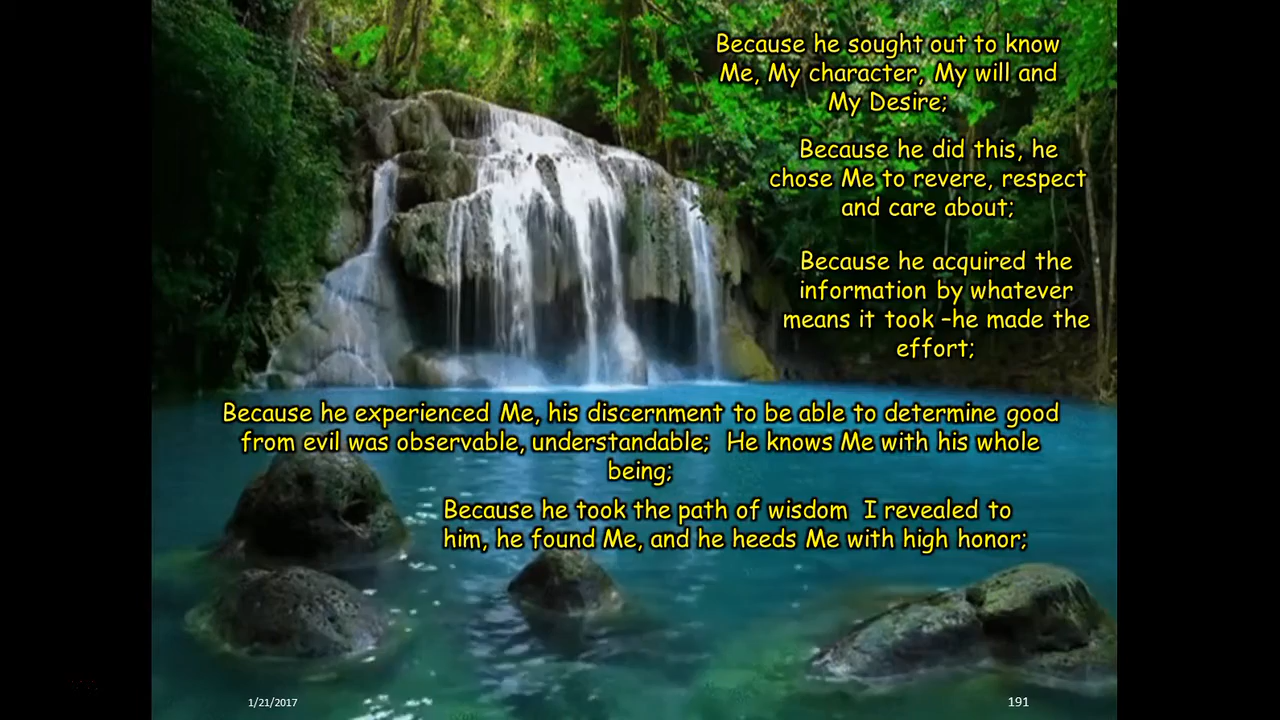 Because he sought out to know
Me, My character, My will and
My Desire;
Because he did this, he
chose Me to revere, respect
and care about;
Because he acquired the
information by whatever
means it took –he made the
effort;
Because he experienced Me, his discernment to be able to determine good
from evil was observable, understandable;  He knows Me with his whole
being;
Because he took the path of wisdom  I revealed to
him, he found Me, and he heeds Me with high honor;
1/21/2017
191